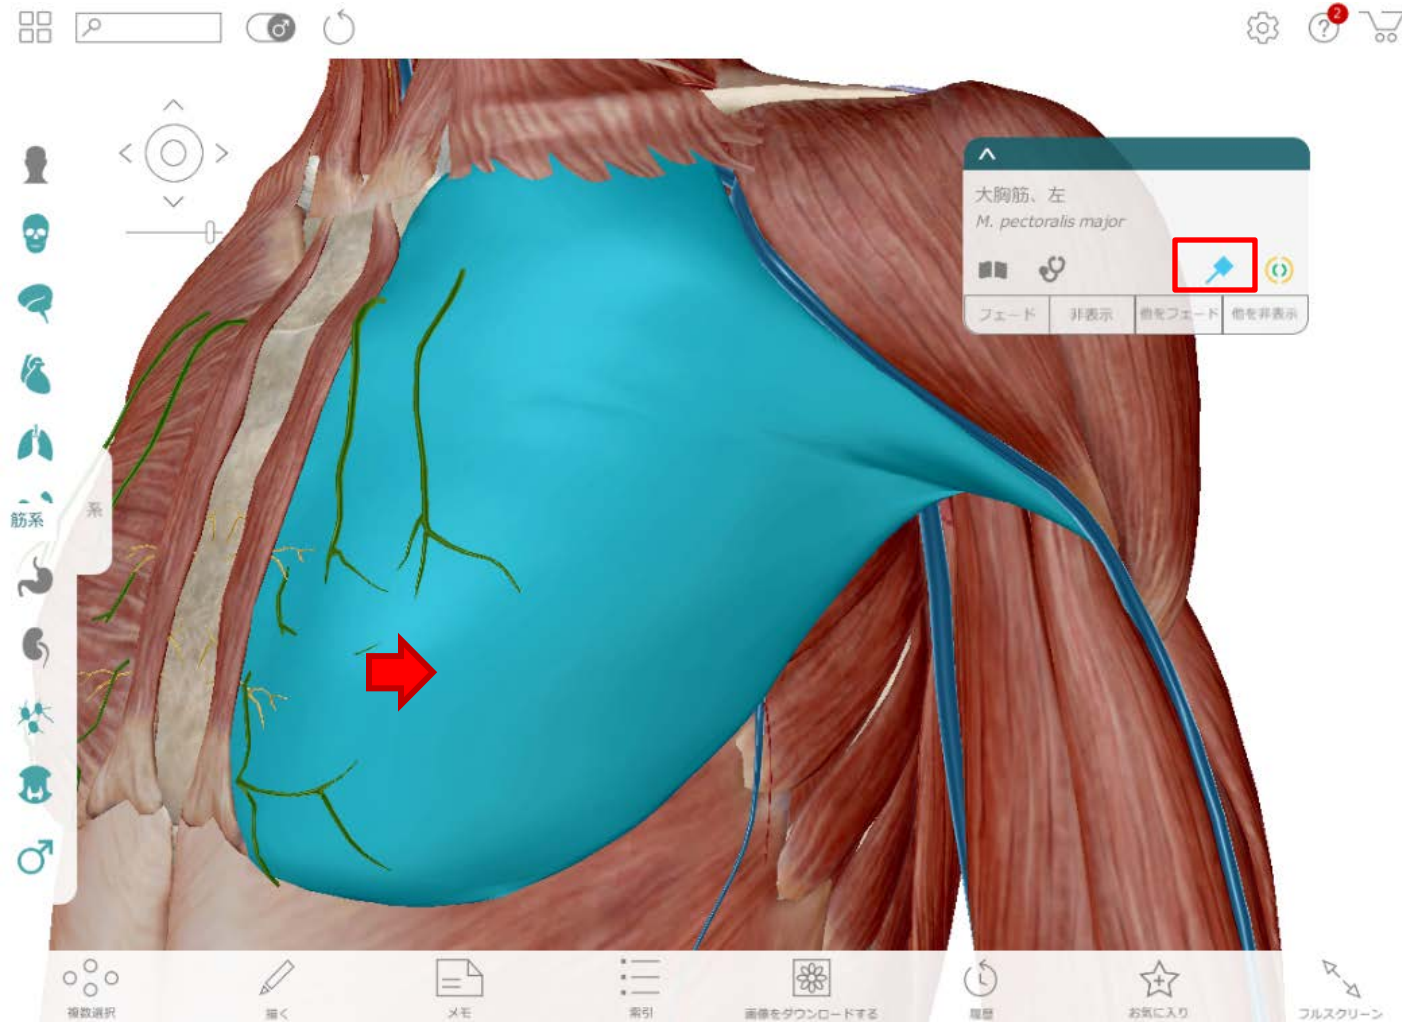 2
大胸筋、左
M. pectoralis major
フェード 非表示 他をフェード 他を非表示
筋系 系
複数選択 描く メモ 索引 画像をダウンロードする 履歴 お気に入り フルスクリーン